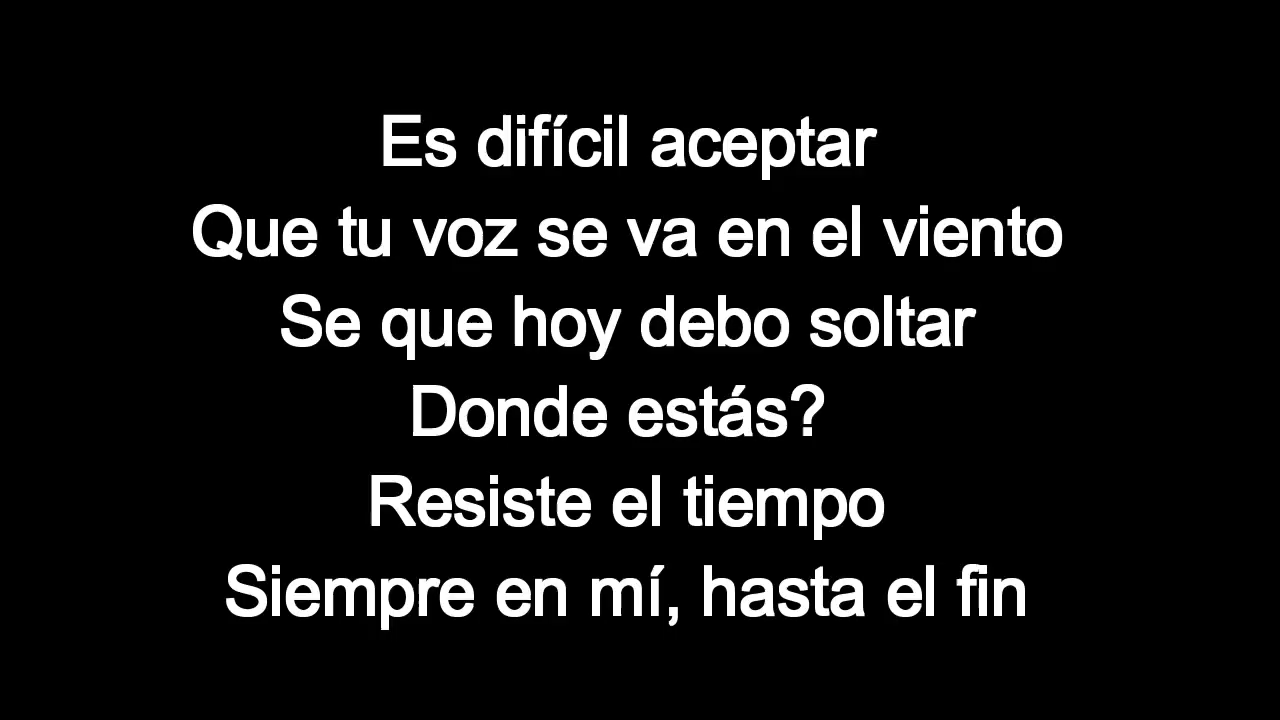 Es difícil aceptar
Que tu voz se va en el viento
Se que hoy debo soltar
Donde estás?
Resiste el tiempo
Siempre en mí, hasta el fin